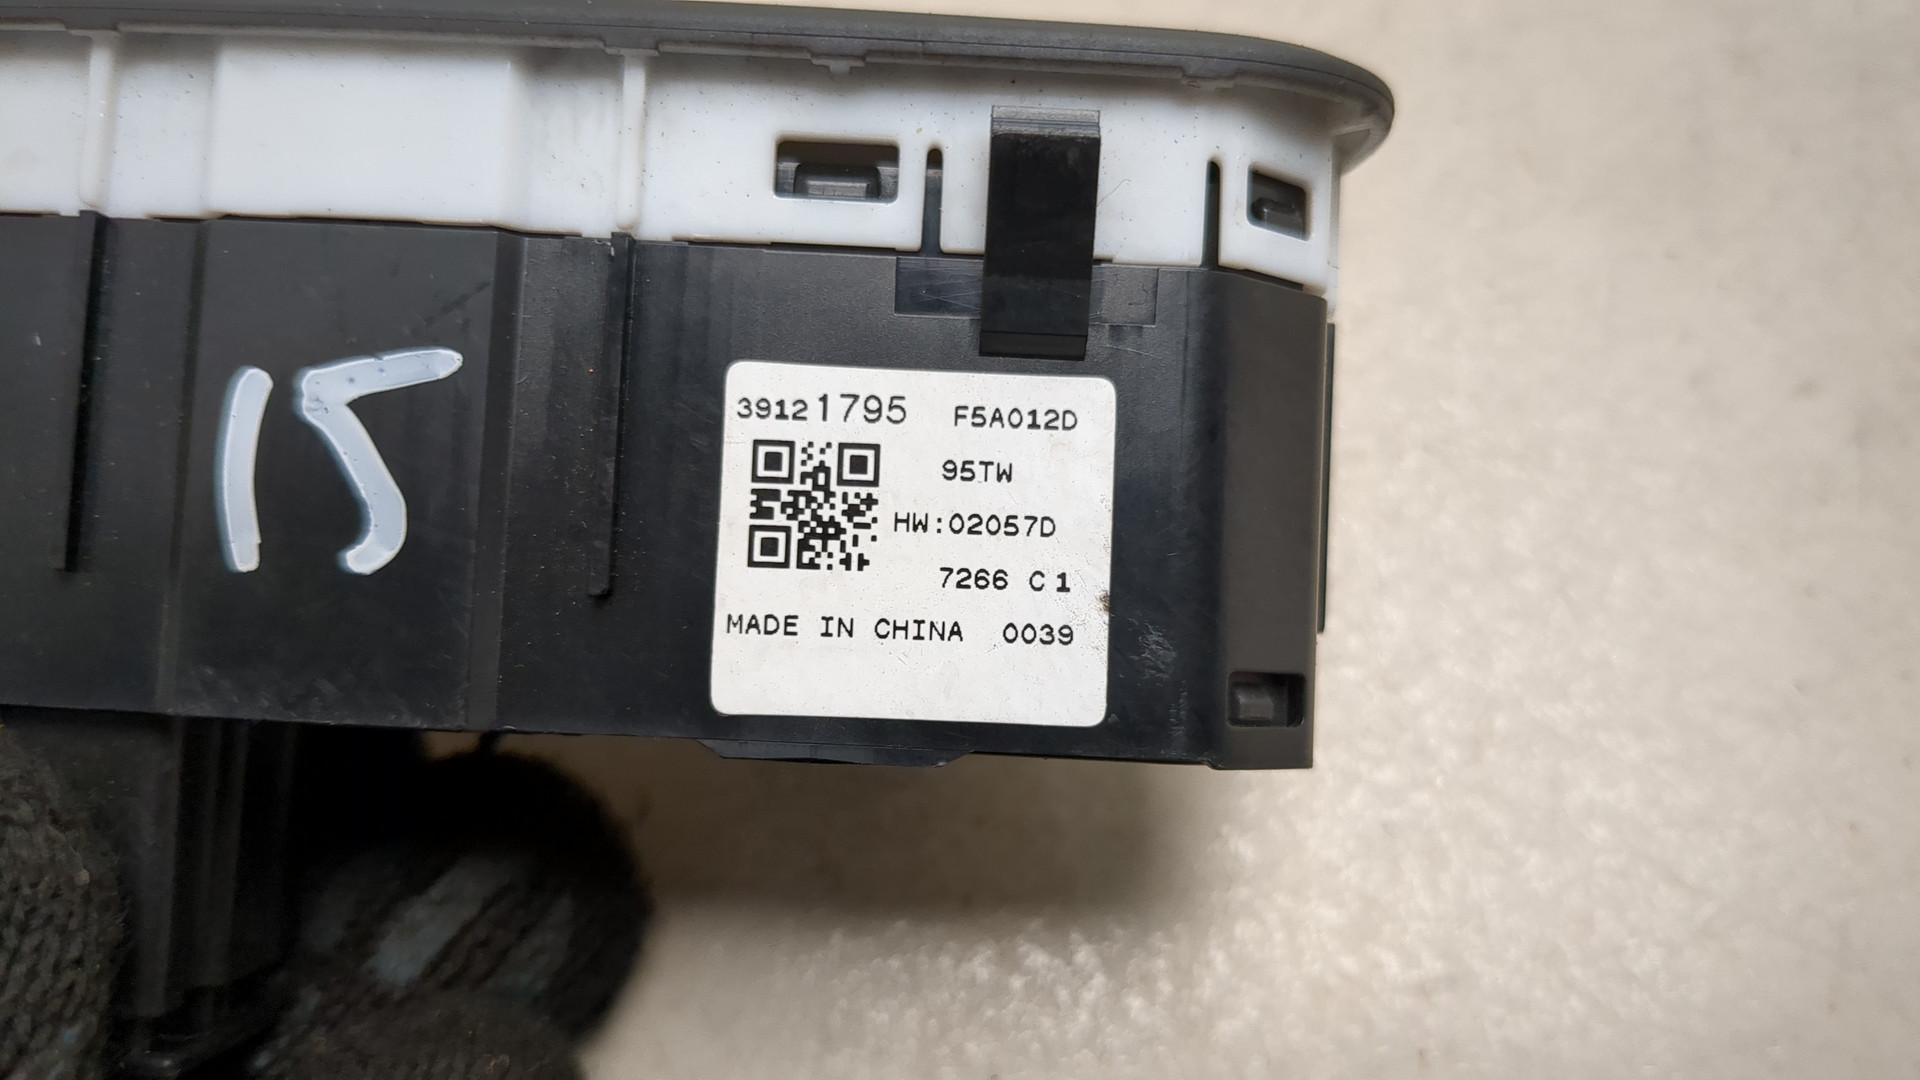 15
39121795 F5A012D
95TW
HW:02057D
7266 C1
MADE IN CHINA 0039